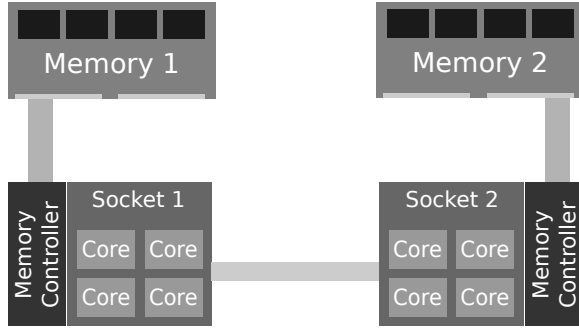 Memory 1
Memory 2
Memory
Controller
Socket 1
Core Core
Core Core
Socket 2
Core Core
Core Core
Memory
Controller